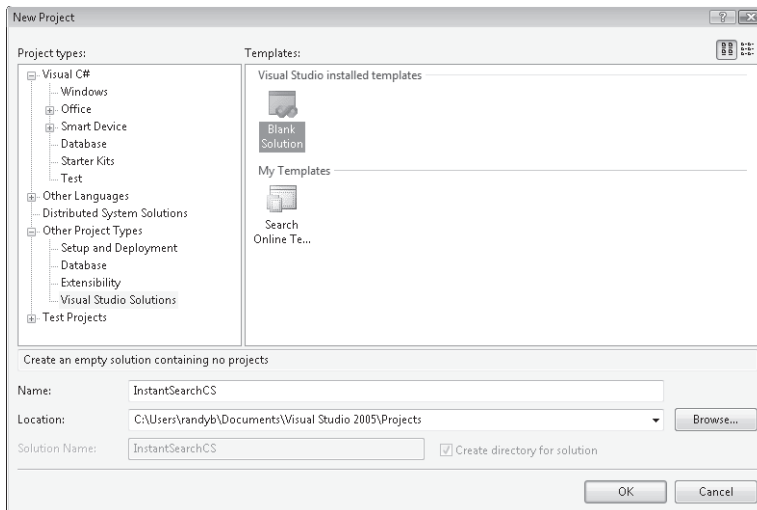 New Project
Project types:
Visual C#
Windows
Office
Smart Device
Database
Starter Kits
Test
Other Languages
Distributed System Solutions
Other Project Types
Setup and Deployment
Database
Extensibility
Visual Studio Solutions
Test Projects
Templates:
Visual Studio installed templates
Blank
Solution
My Templates
Search
Online Te...
Create an empty solution containing no projects
Name:
InstantSearchCS
Location:
C:\Users\randyb\Documents\Visual Studio 2005\Projects
Browse...
Solution Name:
InstantSearchCS
Create directory for solution
OK
Cancel